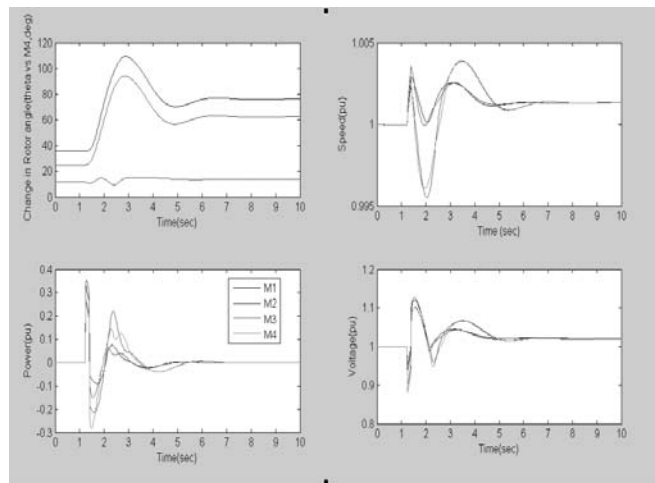 Change in Rotor angle(theta vs M4,deg)
120
100
80
60
40
20
0
0 1 2 3 4 5 6 7 8 9 10
Time(sec)
Speed(pu)
1.005
1
0.995
0 1 2 3 4 5 6 7 8 9 10
Time (sec)
Power(pu)
0.4
0.3
0.2
0.1
0
-0.1
-0.2
-0.3
0 1 2 3 4 5 6 7 8 9 10
Time(sec)
M1
M2
M3
M4
Voltage(pu)
1.2
1.1
1
0.9
0.8
0 1 2 3 4 5 6 7 8 9 10
Time(sec)